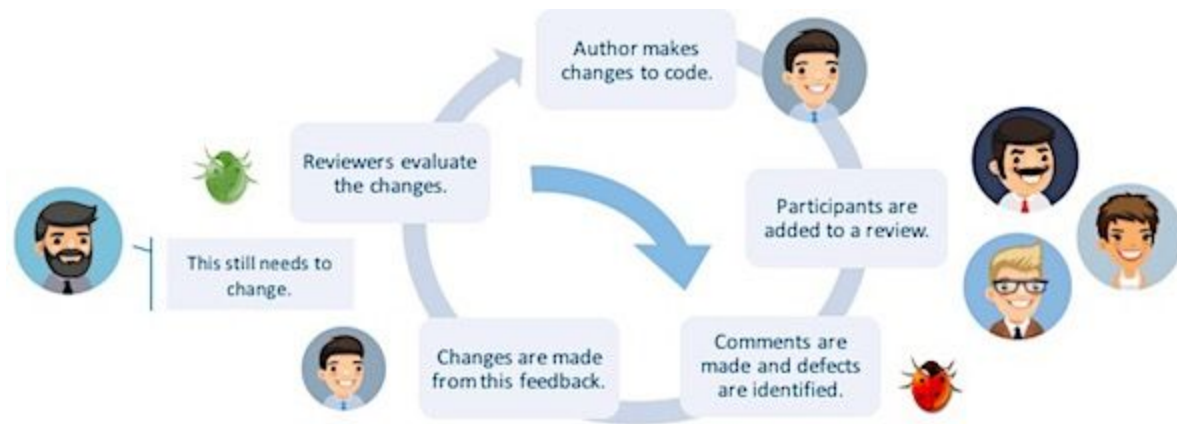 Author makes
changes to code.
Participants are
added to a review.
Comments are
made and defects
are identified.
Changes are made
from this feedback.
Reviewers evaluate
the changes.
This still needs to
change.